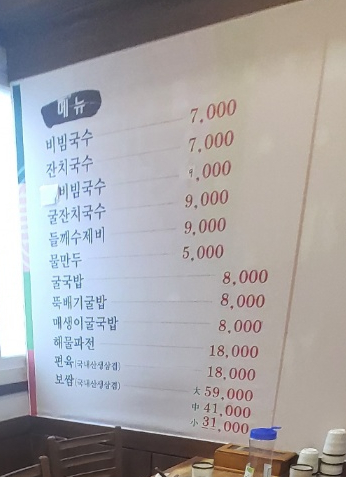 메뉴
비빔국수 7,000
잔치국수 7,000
비빔국수 9,000
굴잔치국수 9,000
들깨수제비 9,000
물만두 5,000
굴국밥 8,000
뚝배기굴밥 8,000
매생이굴국밥 8,000
해물파전 18,000
편육(국내산생삼겹) 18,000
보쌈(국내산생삼겹) 大 59,000
中 41,000
小 31,000